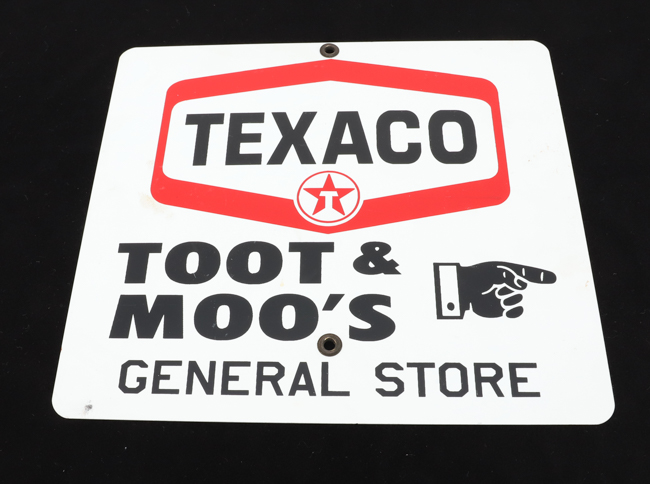 TEXACO
T
TOOT &
MOO'S
GENERAL STORE